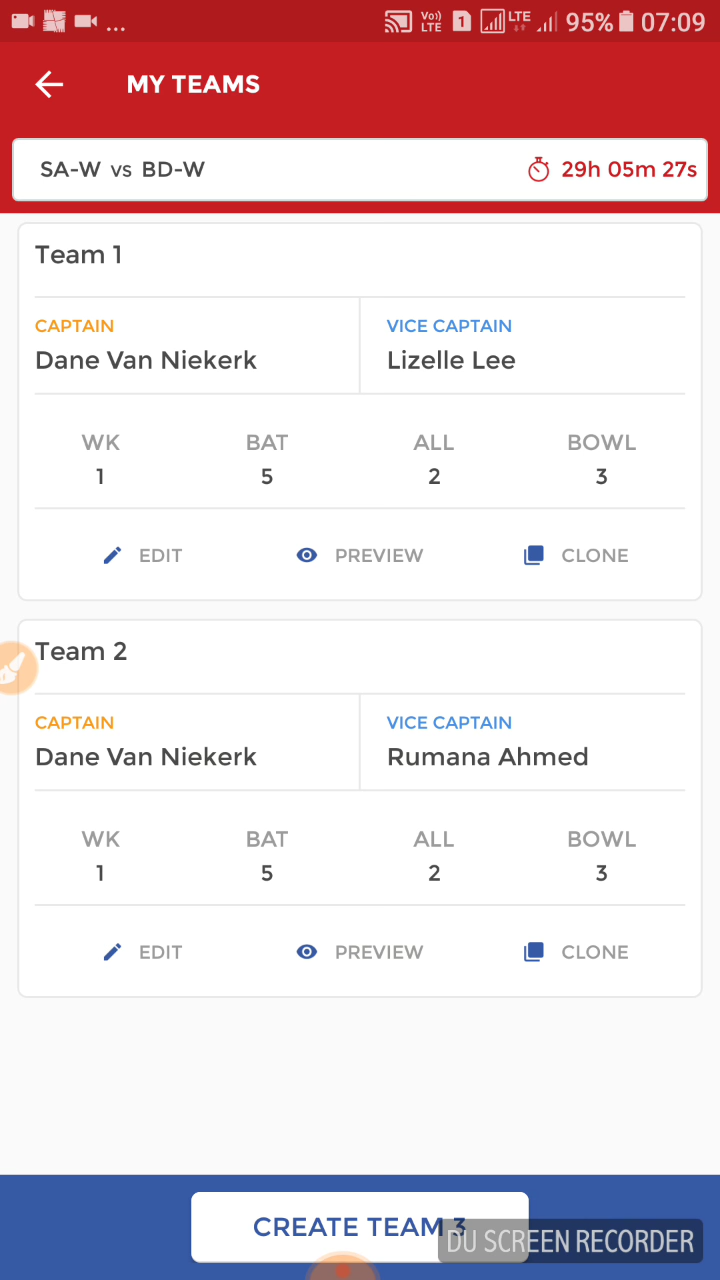 ... Vo)) LTE 1 LTE 95% 07:09
MY TEAMS
SA-W vs BD-W 29h 05m 27s
Team 1
CAPTAIN VICE CAPTAIN
Dane Van Niekerk Lizelle Lee
WK BAT ALL BOWL
1 5 2 3
EDIT PREVIEW CLONE
Team 2
CAPTAIN VICE CAPTAIN
Dane Van Niekerk Rumana Ahmed
WK BAT ALL BOWL
1 5 2 3
EDIT PREVIEW CLONE
CREATE TEAM 3
DU SCREEN RECORDER